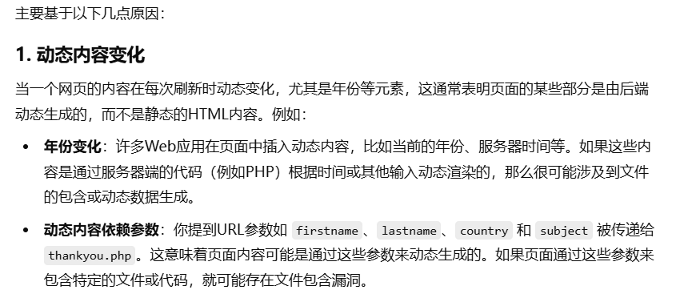 主要基于以下几点原因：
1. 动态内容变化
当一个网页的内容在每次刷新时动态变化，尤其是年份等元素，这通常表明页面的某些部分是由后端
动态生成的，而不是静态的HTML内容。例如：
• 年份变化：许多Web应用在页面中插入动态内容，比如当前的年份、服务器时间等。如果这些内
容是通过服务器端的代码（例如PHP）根据时间或其他输入动态渲染的，那么很可能涉及到文件
的包含或动态数据生成。
• 动态内容依赖参数：你提到URL参数如 firstname、lastname、country 和 subject 被传递给
thankyou.php。这意味着页面内容可能是通过这些参数来动态生成的。如果页面通过这些参数来
包含特定的文件或代码，就可能存在文件包含漏洞。